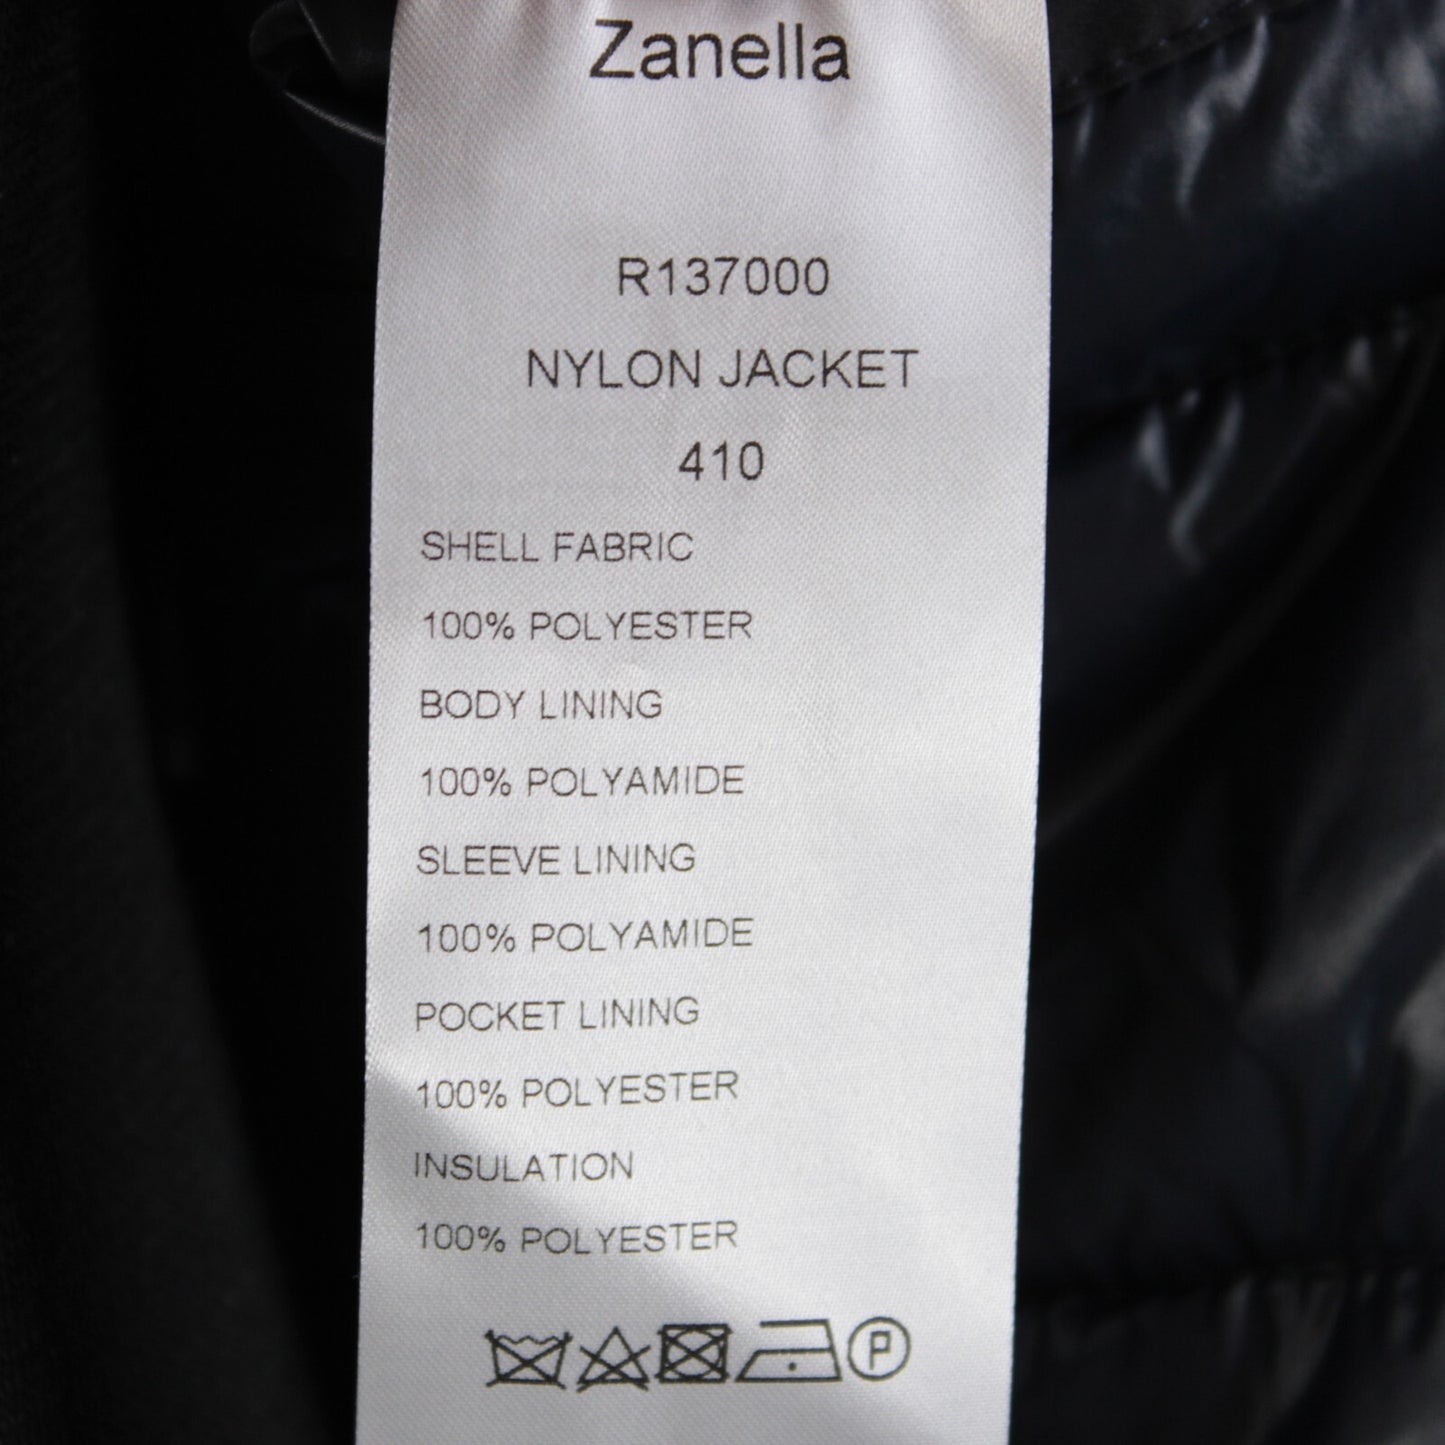 Zanella
R137000
NYLON JACKET
410
SHELL FABRIC
100% POLYESTER
BODY LINING
100% POLYAMIDE
SLEEVE LINING
100% POLYAMIDE
POCKET LINING
100% POLYESTER
INSULATION
100% POLYESTER
P